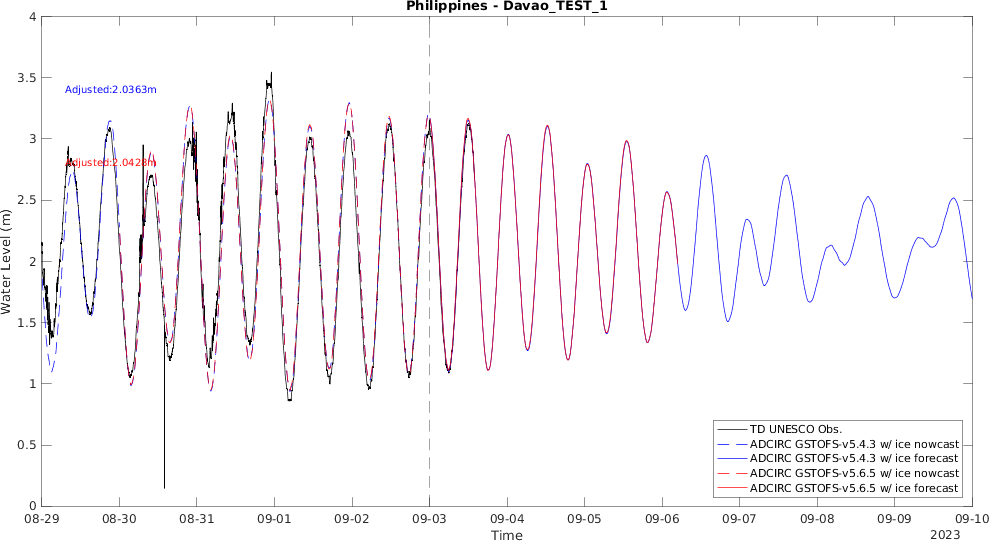 Philippines - Davao_TEST_1
4
3.5
3
2.5
2
1.5
1
0.5
0
Water Level (m)
Adjusted:2.0363m
Adjusted:2.0428m
TD UNESCO Obs.
ADCIRC GSTOFS-v5.4.3 w/ ice nowcast
ADCIRC GSTOFS-v5.4.3 w/ ice forecast
ADCIRC GSTOFS-v5.6.5 w/ ice nowcast
ADCIRC GSTOFS-v5.6.5 w/ ice forecast
08-29 08-30 08-31 09-01 09-02 09-03 09-04 09-05 09-06 09-07 09-08 09-09 09-10
Time
2023